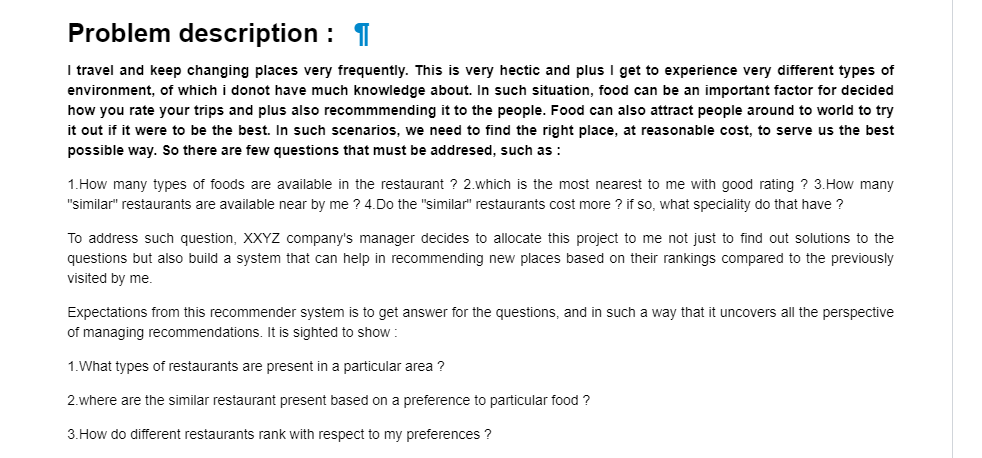 Problem description : ¶
I travel and keep changing places very frequently. This is very hectic and plus I get to experience very different types of
environment, of which i donot have much knowledge about. In such situation, food can be an important factor for decided
how you rate your trips and plus also recommmending it to the people. Food can also attract people around to world to try
it out if it were to be the best. In such scenarios, we need to find the right place, at reasonable cost, to serve us the best
possible way. So there are few questions that must be addresed, such as :
1.How many types of foods are available in the restaurant ? 2.which is the most nearest to me with good rating ? 3.How many
"similar" restaurants are available near by me ? 4.Do the "similar" restaurants cost more ? if so, what speciality do that have ?
To address such question, XXYZ company's manager decides to allocate this project to me not just to find out solutions to the
questions but also build a system that can help in recommending new places based on their rankings compared to the previously
visited by me.
Expectations from this recommender system is to get answer for the questions, and in such a way that it uncovers all the perspective
of managing recommendations. It is sighted to show :
1.What types of restaurants are present in a particular area ?
2.where are the similar restaurant present based on a preference to particular food ?
3.How do different restaurants rank with respect to my preferences ?